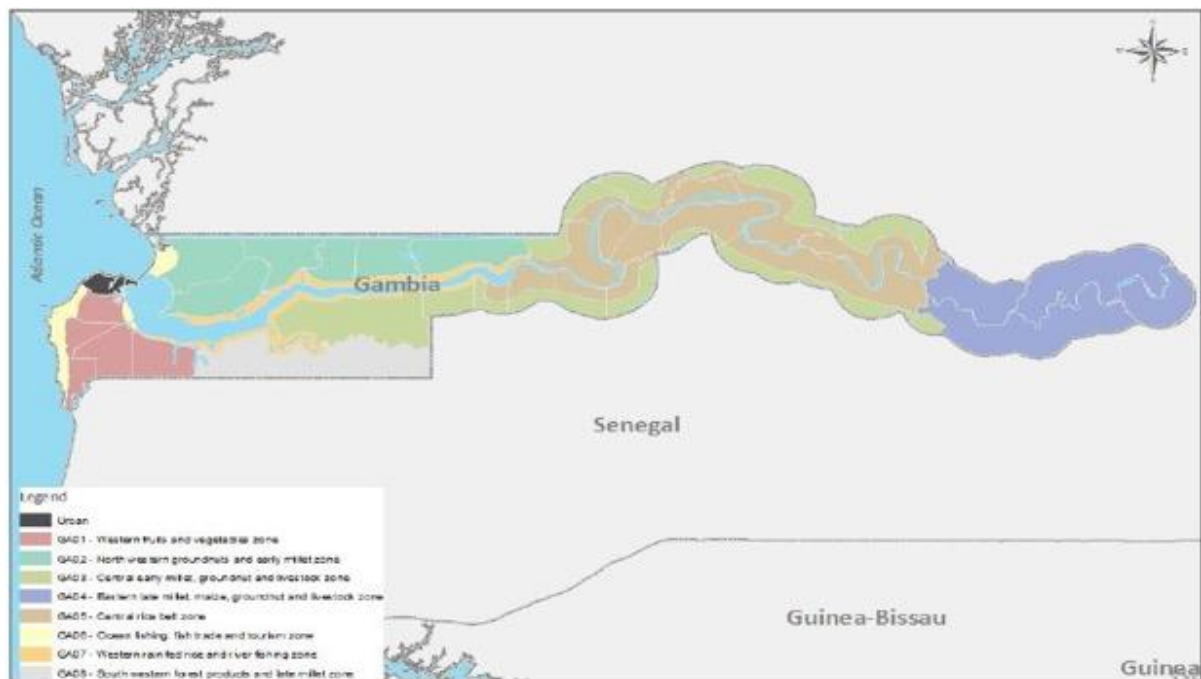 Atlantic Ocean
Gambia
Senegal
Guinea-Bissau
Guinea
Legend
Urban
GA01 - Western fruits and vegetables zone
GA02 - North western groundnuts and early millet zone
GA03 - Central early millet, groundnut and livestock zone
GA04 - Eastern late millet, maize, groundnut and livestock zone
GA05 - Central rice belt zone
GA06 - Ocean fishing, fish trade and tourism zone
GA07 - Western rain fed rice and river fishing zone
GA08 - South western forest products and late millet zone